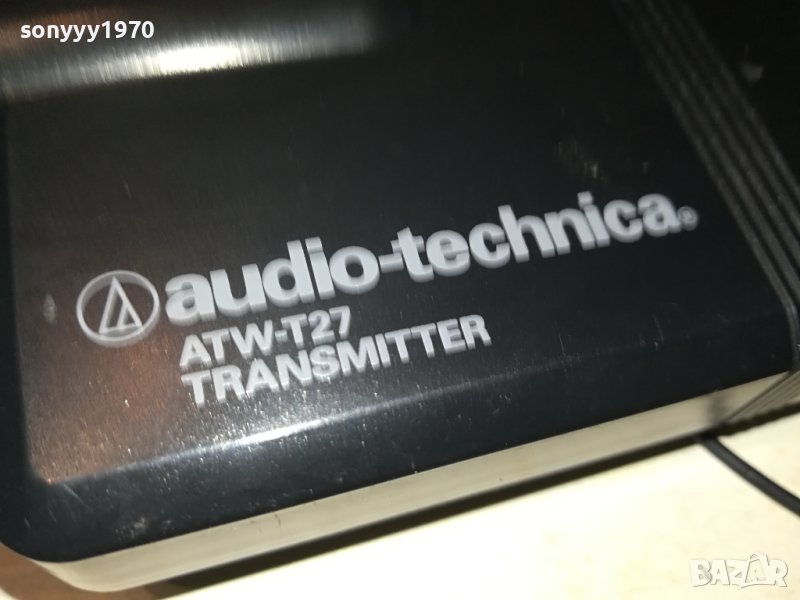 sonyyy1970
audio-technica®
ATW-T27
TRANSMITTER
BAZAR